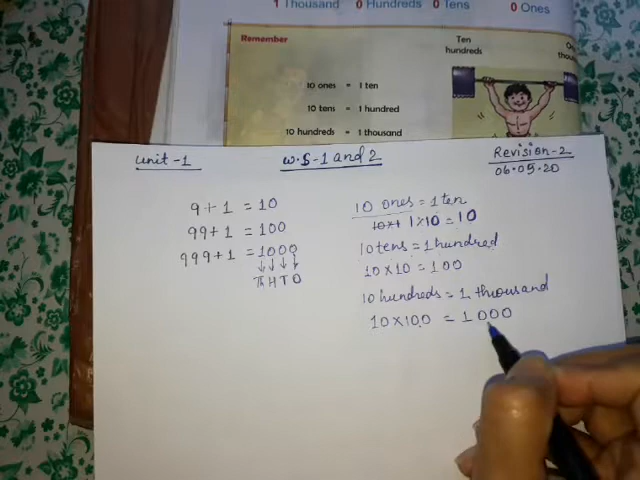 1 Thousand 0 Hundreds 0 Tens 0 Ones
Remember
Ten
hundreds
10 ones = 1 ten
10 tens = 1 hundred
10 hundreds = 1 thousand
unit-1
W.S-1 and 2
Revision-2
06.05.20
9+1 = 10
99+1 = 100
999+1 = 1000
Th H T O
10 ones = 1 ten
10×1 1×10 = 10
10 tens = 1 hundred
10×10 = 100
10 hundreds = 1 thousand
10×100 = 1000